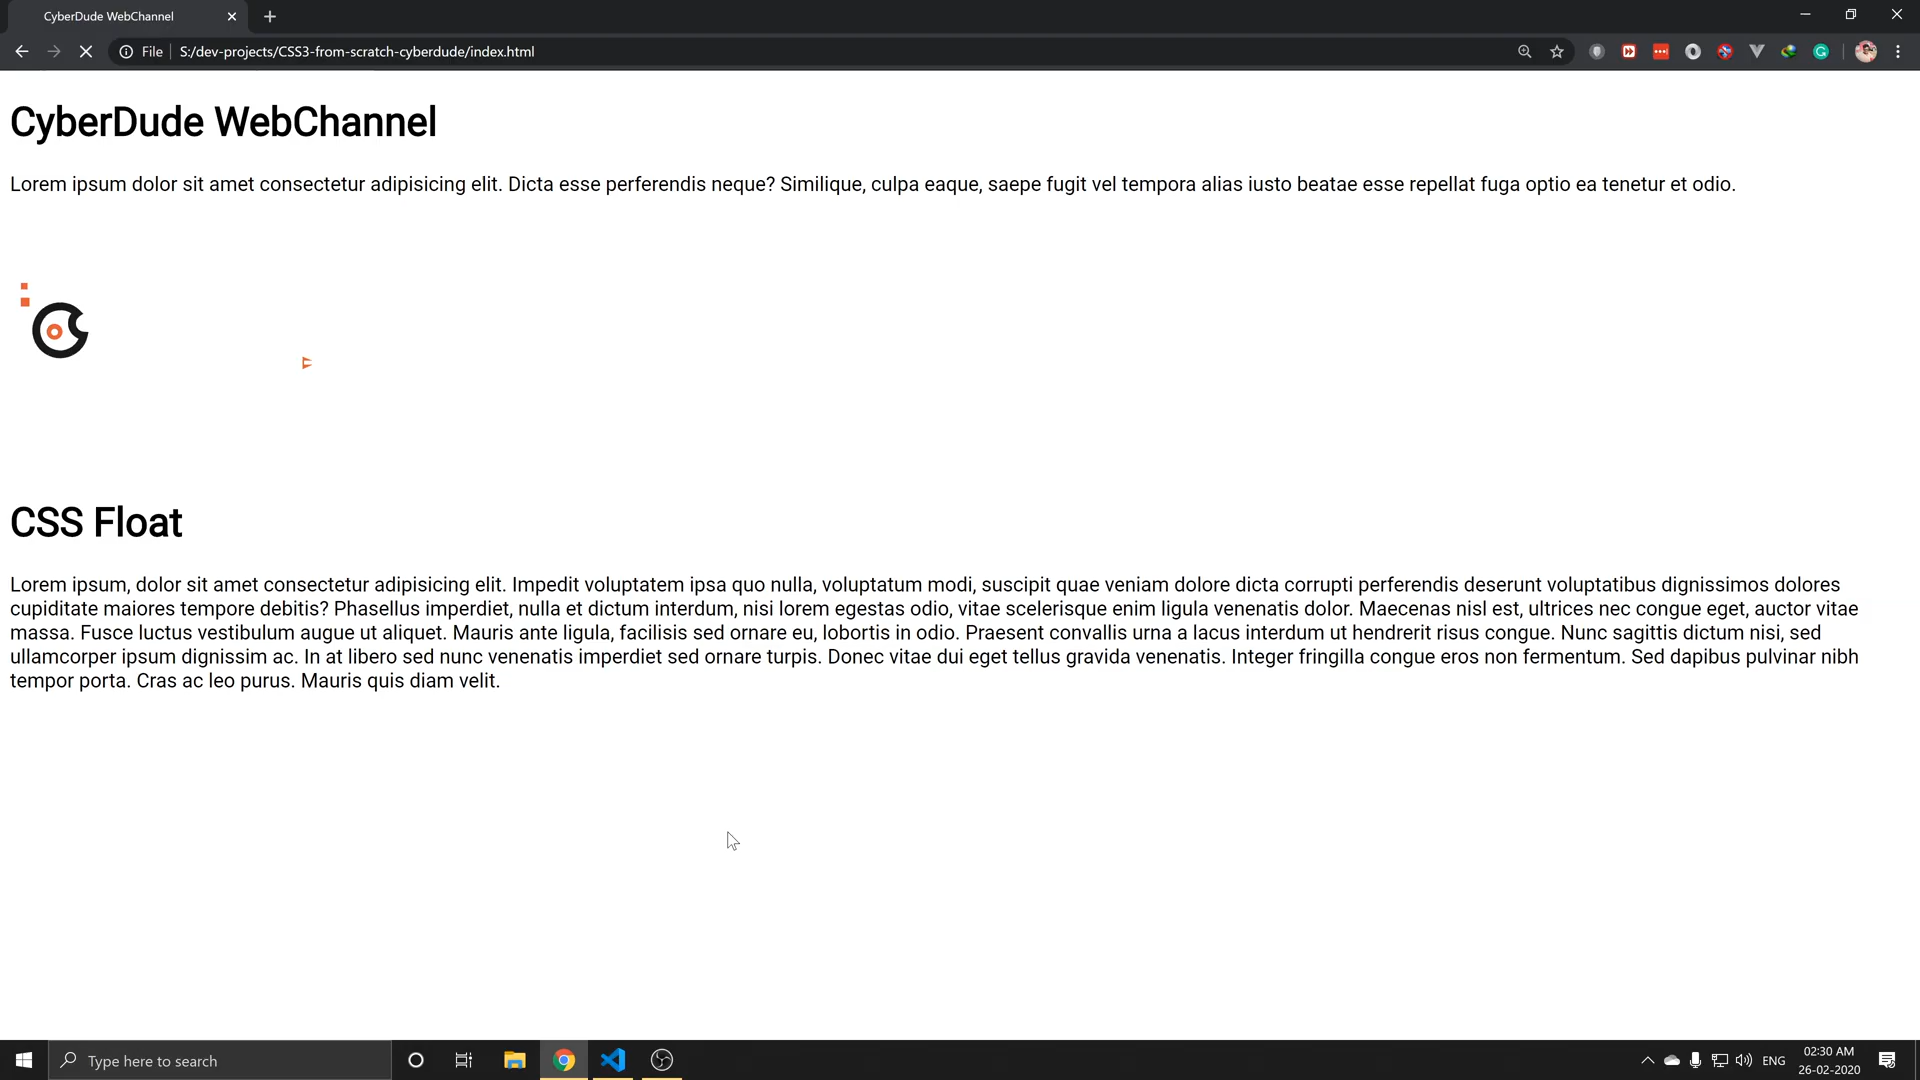 CyberDude WebChannel
File
S:/dev-projects/CSS3-from-scratch-cyberdude/index.html
CyberDude WebChannel
Lorem ipsum dolor sit amet consectetur adipisicing elit. Dicta esse perferendis neque? Similique, culpa eaque, saepe fugit vel tempora alias iusto beatae esse repellat fuga optio ea tenetur et odio.
CSS Float
Lorem ipsum, dolor sit amet consectetur adipisicing elit. Impedit voluptatem ipsa quo nulla, voluptatum modi, suscipit quae veniam dolore dicta corrupti perferendis deserunt voluptatibus dignissimos dolores
cupiditate maiores tempore debitis? Phasellus imperdiet, nulla et dictum interdum, nisi lorem egestas odio, vitae scelerisque enim ligula venenatis dolor. Maecenas nisl est, ultrices nec congue eget, auctor vitae
massa. Fusce luctus vestibulum augue ut aliquet. Mauris ante ligula, facilisis sed ornare eu, lobortis in odio. Praesent convallis urna a lacus interdum ut hendrerit risus congue. Nunc sagittis dictum nisi, sed
ullamcorper ipsum dignissim ac. In at libero sed nunc venenatis imperdiet sed ornare turpis. Donec vitae dui eget tellus gravida venenatis. Integer fringilla congue eros non fermentum. Sed dapibus pulvinar nibh
tempor porta. Cras ac leo purus. Mauris quis diam velit.
Type here to search
ENG
02:30 AM
26-02-2020